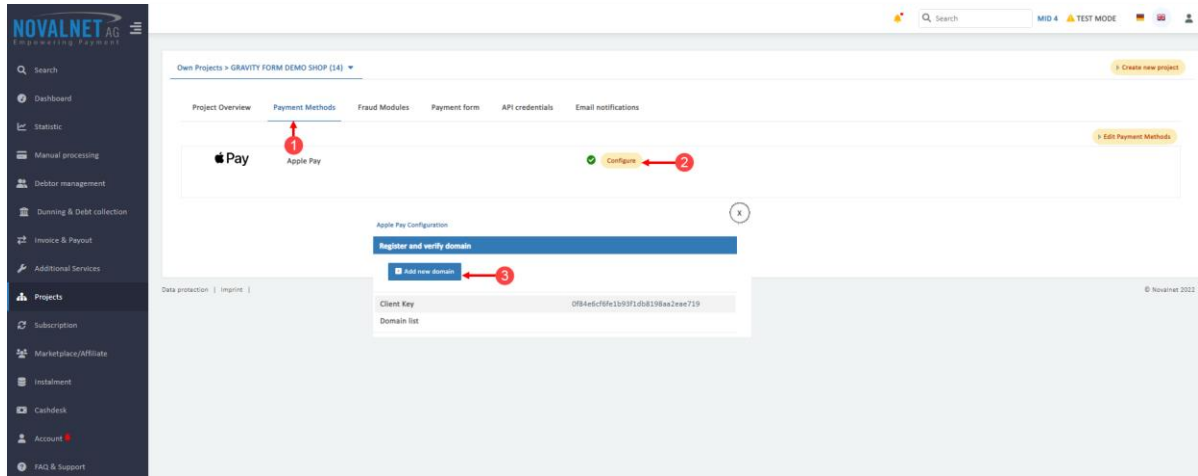 NOVALNET AG
Empowering Payment
Search
MID 4
TEST MODE
Search
Dashboard
Statistic
Manual processing
Debtor management
Dunning & Debt collection
Invoice & Payout
Additional Services
Projects
Subscription
Marketplace/Affiliate
Instalment
Cashdesk
Account
FAQ & Support
Own Projects > GRAVITY FORM DEMO SHOP (14)
Create new project
Project Overview
Payment Methods
Fraud Modules
Payment form
API credentials
Email notifications
1
Edit Payment Methods
Pay
Apple Pay
Configure
2
X
Apple Pay Configuration
Register and verify domain
Add new domain
3
Client Key
0f84e6cf6fe1b93f1db8198aa2eae719
Domain list
Data protection | Imprint |
© Novalnet 2022